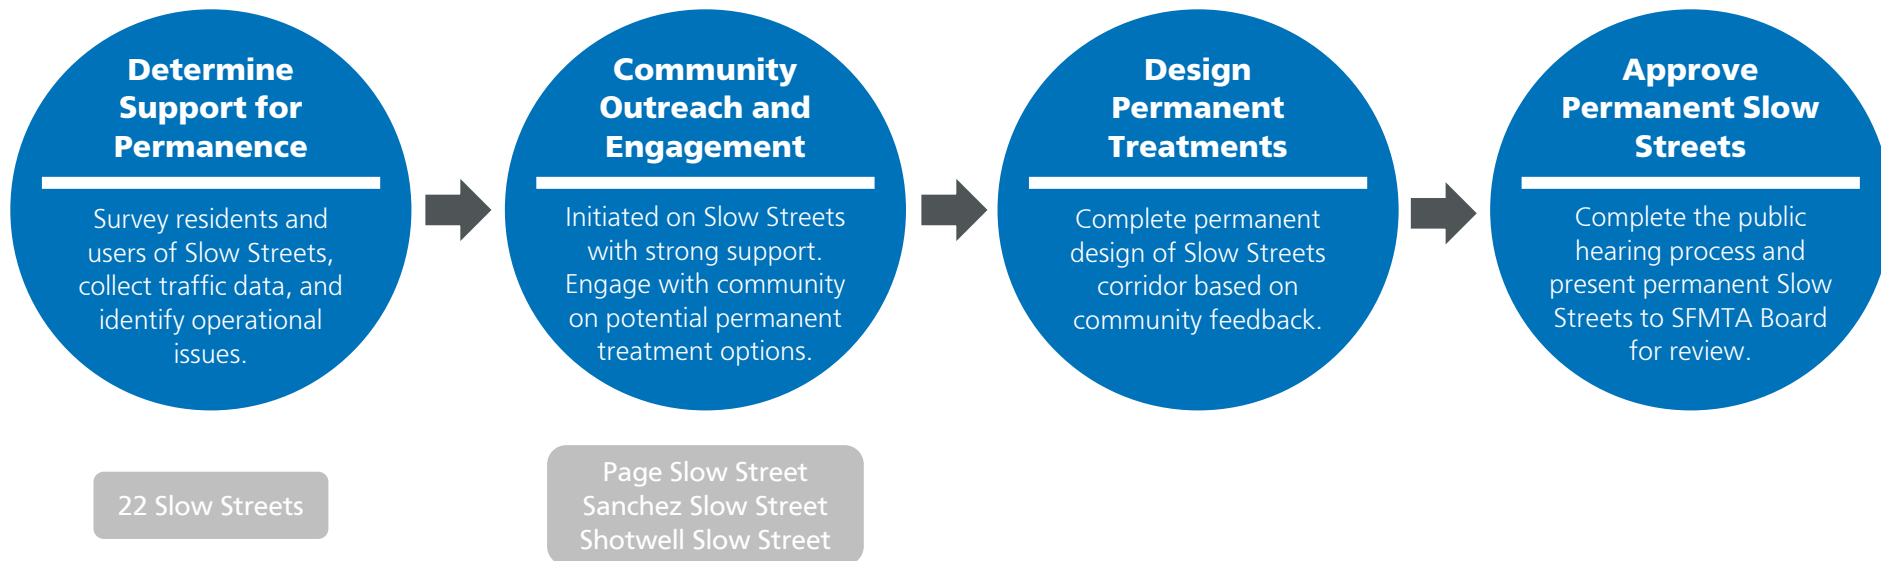 Determine
Support for
Permanence
Survey residents and
users of Slow Streets,
collect traffic data, and
identify operational
issues.
22 Slow Streets
Community
Outreach and
Engagement
Initiated on Slow Streets
with strong support.
Engage with community
on potential permanent
treatment options.
Page Slow Street
Sanchez Slow Street
Shotwell Slow Street
Design
Permanent
Treatments
Complete permanent
design of Slow Streets
corridor based on
community feedback.
Approve
Permanent Slow
Streets
Complete the public
hearing process and
present permanent Slow
Streets to SFMTA Board
for review.